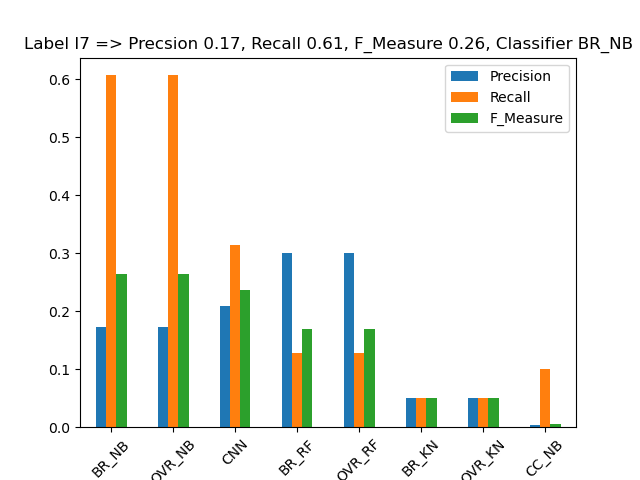 Label I7 => Precsion 0.17, Recall 0.61, F_Measure 0.26, Classifier BR_NB
Precision
Recall
F_Measure
0.6
0.5
0.4
0.3
0.2
0.1
0.0
BR_NB
OVR_NB
CNN
BR_RF
OVR_RF
BR_KN
OVR_KN
CC_NB